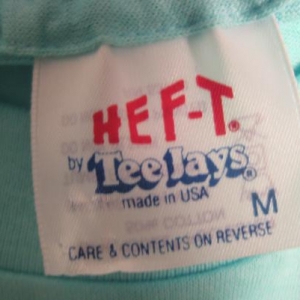 HEF-T®
by TeeJays®
made in USA
M
CARE & CONTENTS ON REVERSE